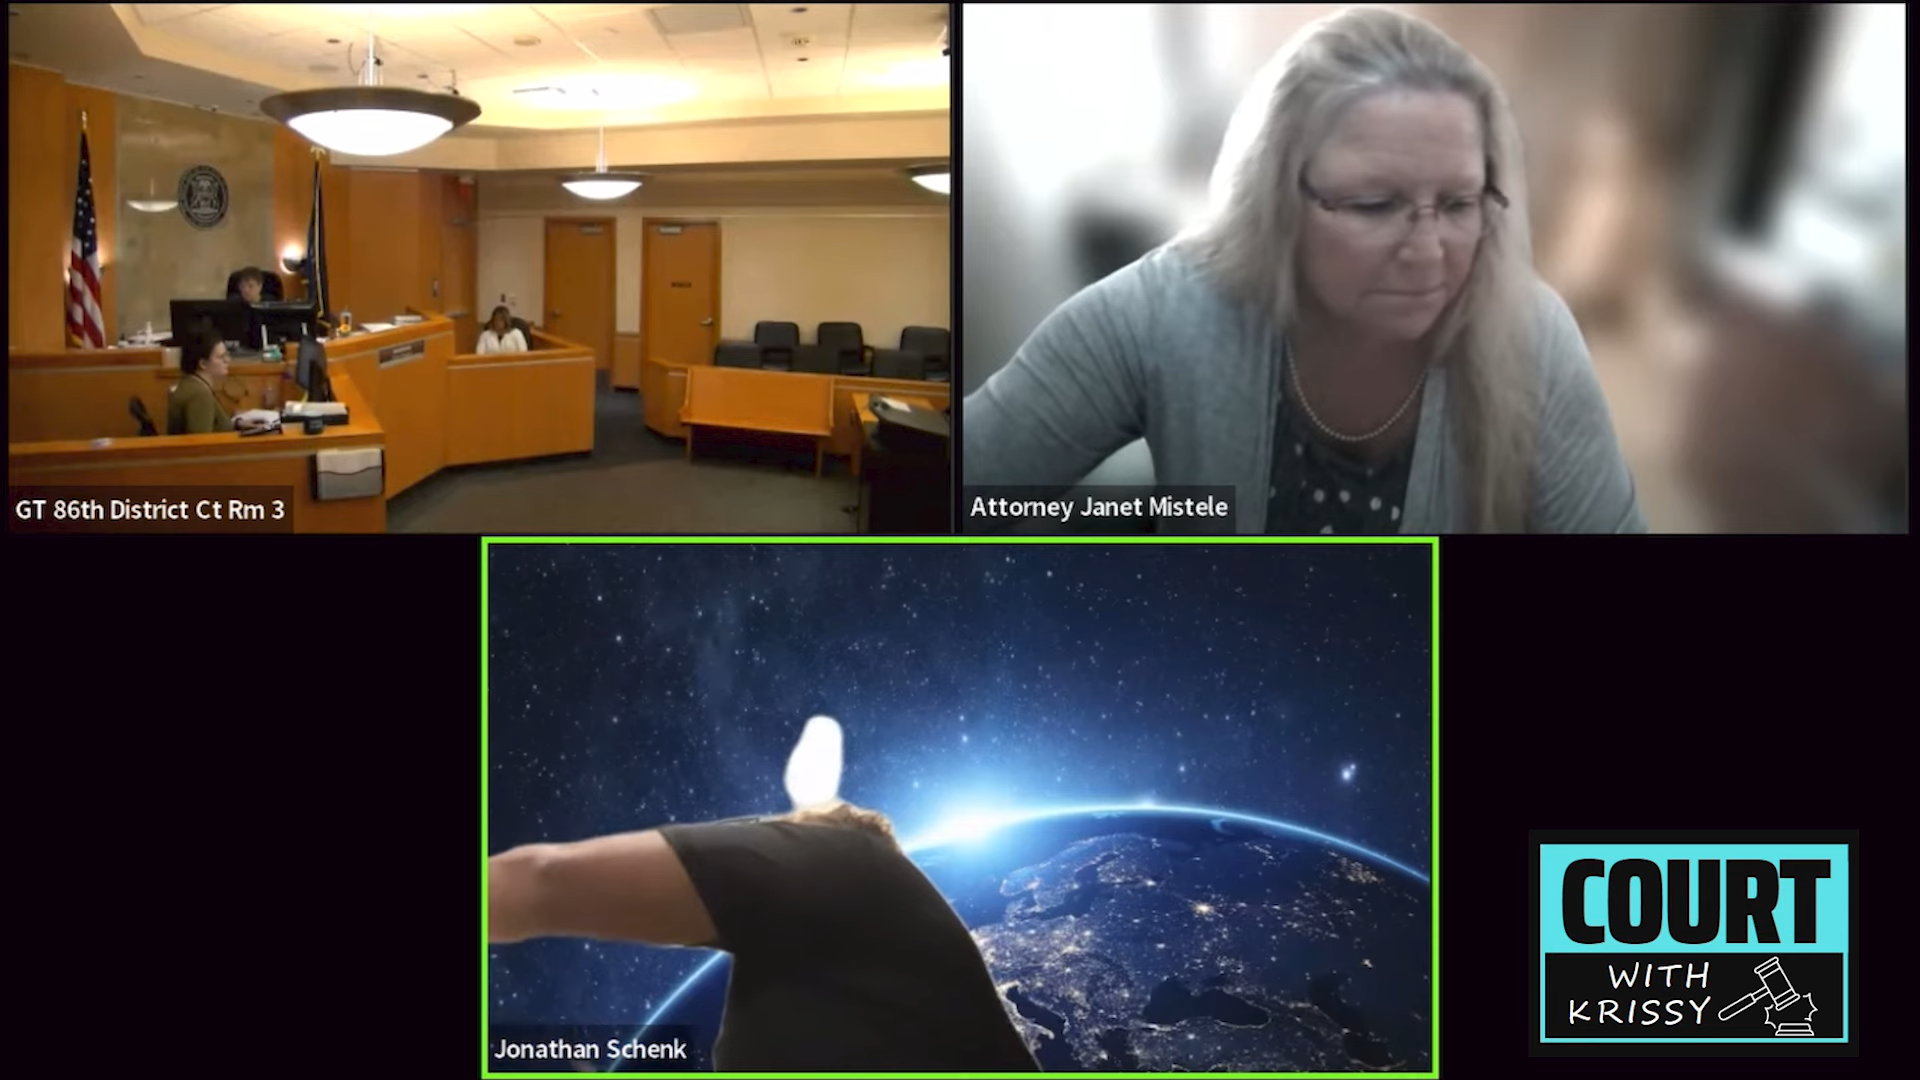 GT 86th District Ct Rm 3
Attorney Janet Mistele
Jonathan Schenk
COURT
WITH
KRISSY